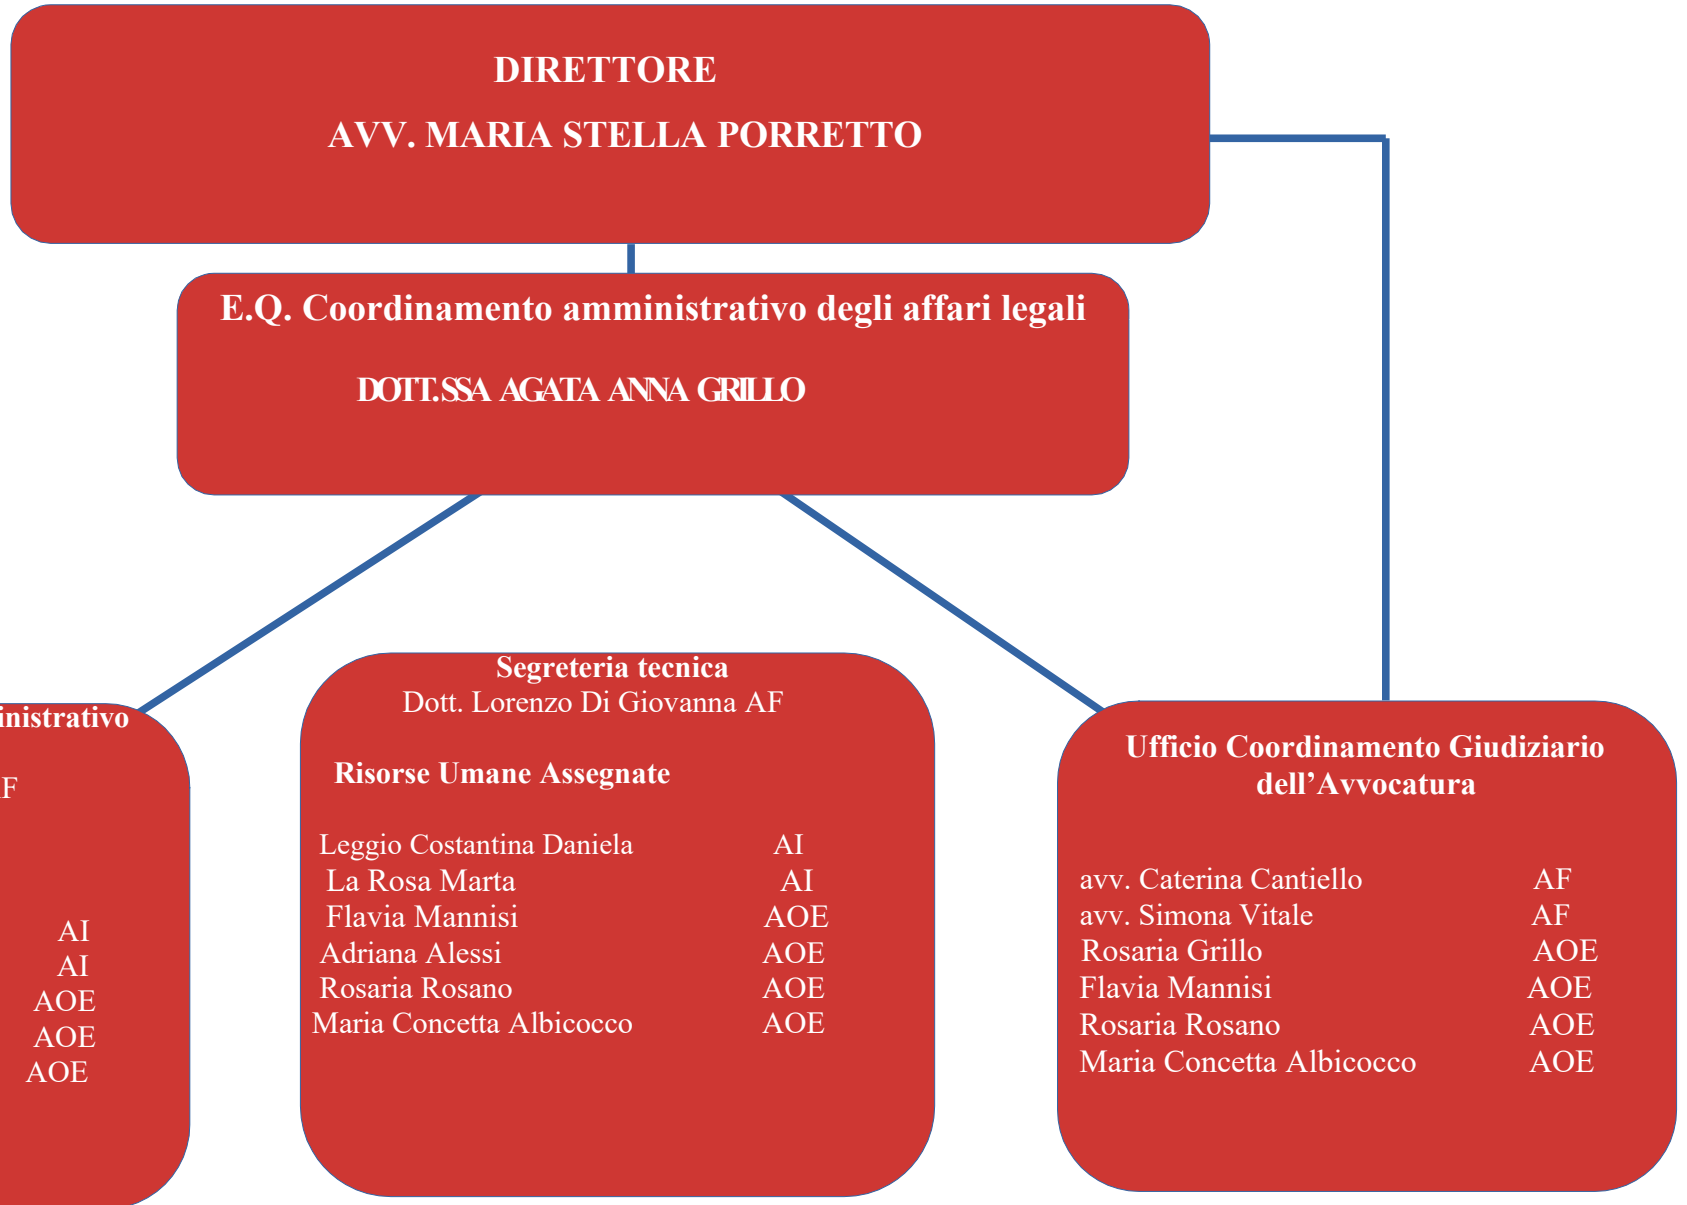 DIRETTORE
AVV. MARIA STELLA PORRETTO
E.Q. Coordinamento amministrativo degli affari legali
DOTT.SSA AGATA ANNA GRILLO
inistrativo
F
AI
AI
AOE
AOE
AOE
Segreteria tecnica
Dott. Lorenzo Di Giovanna AF
Risorse Umane Assegnate
Leggio Costantina Daniela AI
La Rosa Marta AI
Flavia Mannisi AOE
Adriana Alessi AOE
Rosaria Rosano AOE
Maria Concetta Albicocco AOE
Ufficio Coordinamento Giudiziario
dell’Avvocatura
avv. Caterina Cantiello AF
avv. Simona Vitale AF
Rosaria Grillo AOE
Flavia Mannisi AOE
Rosaria Rosano AOE
Maria Concetta Albicocco AOE